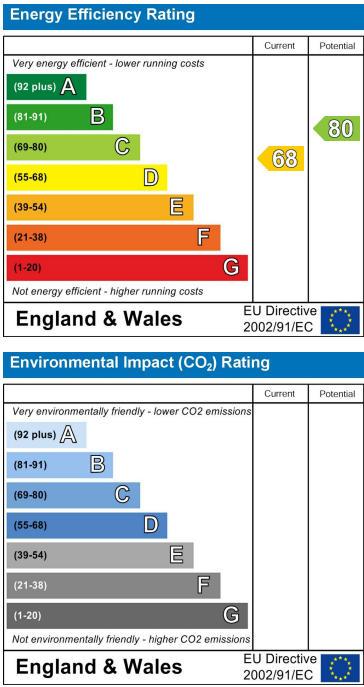 Energy Efficiency Rating
Current Potential
Very energy efficient - lower running costs
(92 plus) A
(81-91) B
(69-80) C
(55-68) D
(39-54) E
(21-38) F
(1-20) G
68
80
Not energy efficient - higher running costs
England & Wales
EU Directive
2002/91/EC
Environmental Impact (CO₂) Rating
Current Potential
Very environmentally friendly - lower CO2 emissions
(92 plus) A
(81-91) B
(69-80) C
(55-68) D
(39-54) E
(21-38) F
(1-20) G
Not environmentally friendly - higher CO2 emissions
England & Wales
EU Directive
2002/91/EC